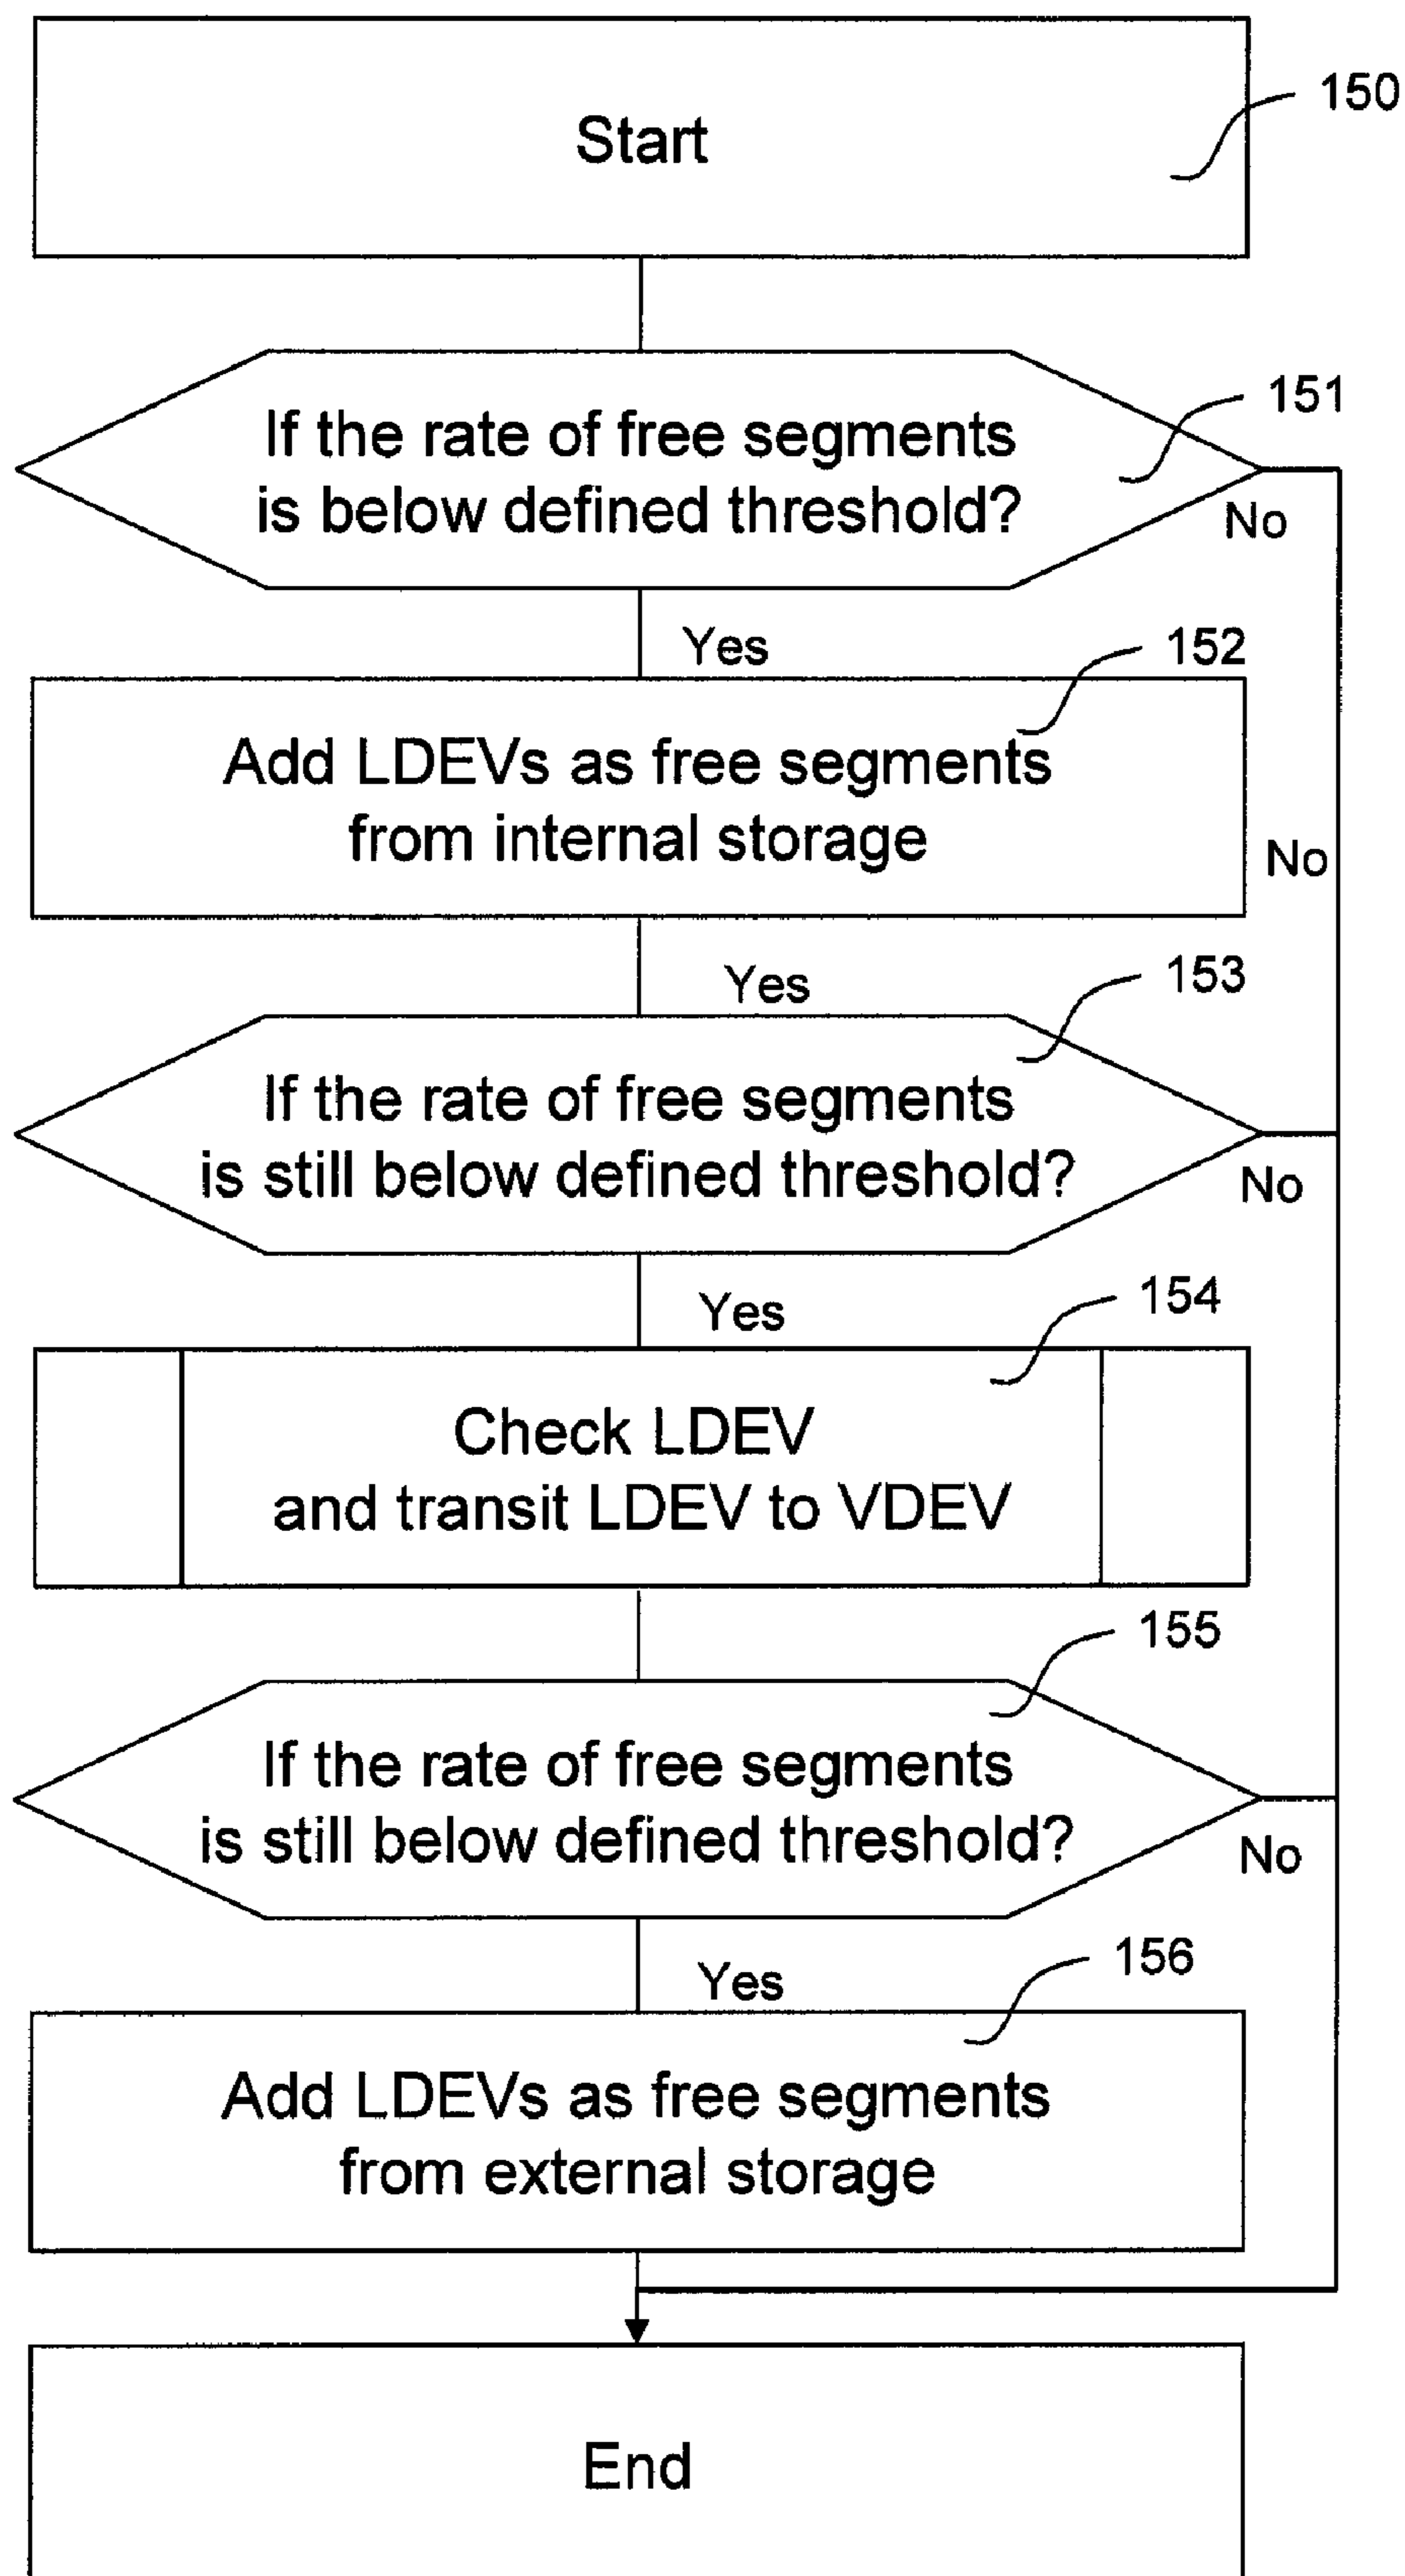 Start
150
If the rate of free segments
is below defined threshold?
151
No
Yes
152
Add LDEVs as free segments
from internal storage
No
Yes
153
If the rate of free segments
is still below defined threshold?
No
Yes
154
Check LDEV
and transit LDEV to VDEV
155
If the rate of free segments
is still below defined threshold?
No
Yes
156
Add LDEVs as free segments
from external storage
End